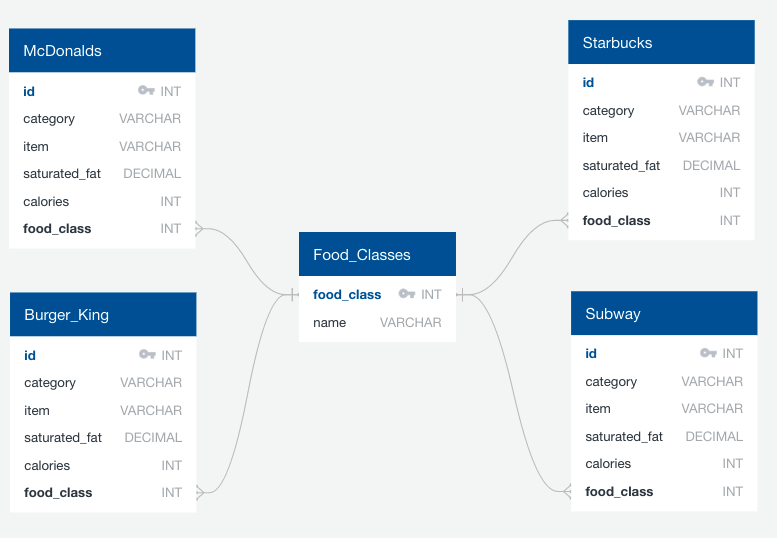 McDonalds
id INT
category VARCHAR
item VARCHAR
saturated_fat DECIMAL
calories INT
food_class INT
Burger_King
id INT
category VARCHAR
item VARCHAR
saturated_fat DECIMAL
calories INT
food_class INT
Food_Classes
food_class INT
name VARCHAR
Starbucks
id INT
category VARCHAR
item VARCHAR
saturated_fat DECIMAL
calories INT
food_class INT
Subway
id INT
category VARCHAR
item VARCHAR
saturated_fat DECIMAL
calories INT
food_class INT